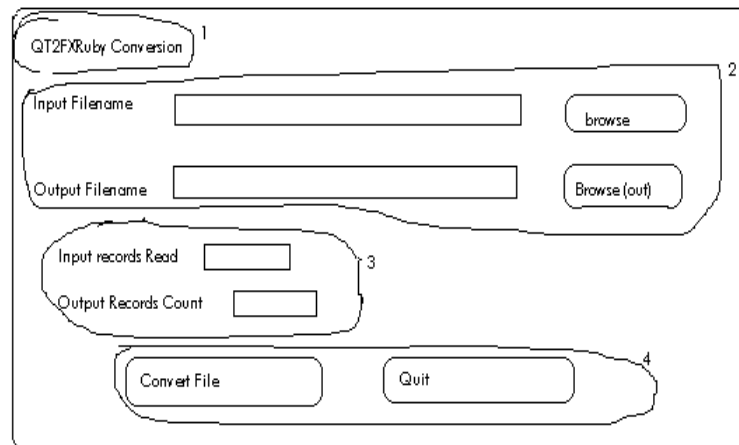 QT2FXRuby Conversion 1
2
Input Filename browse
Output Filename Browse (out)
Input records Read 3
Output Records Count
4
Convert File Quit